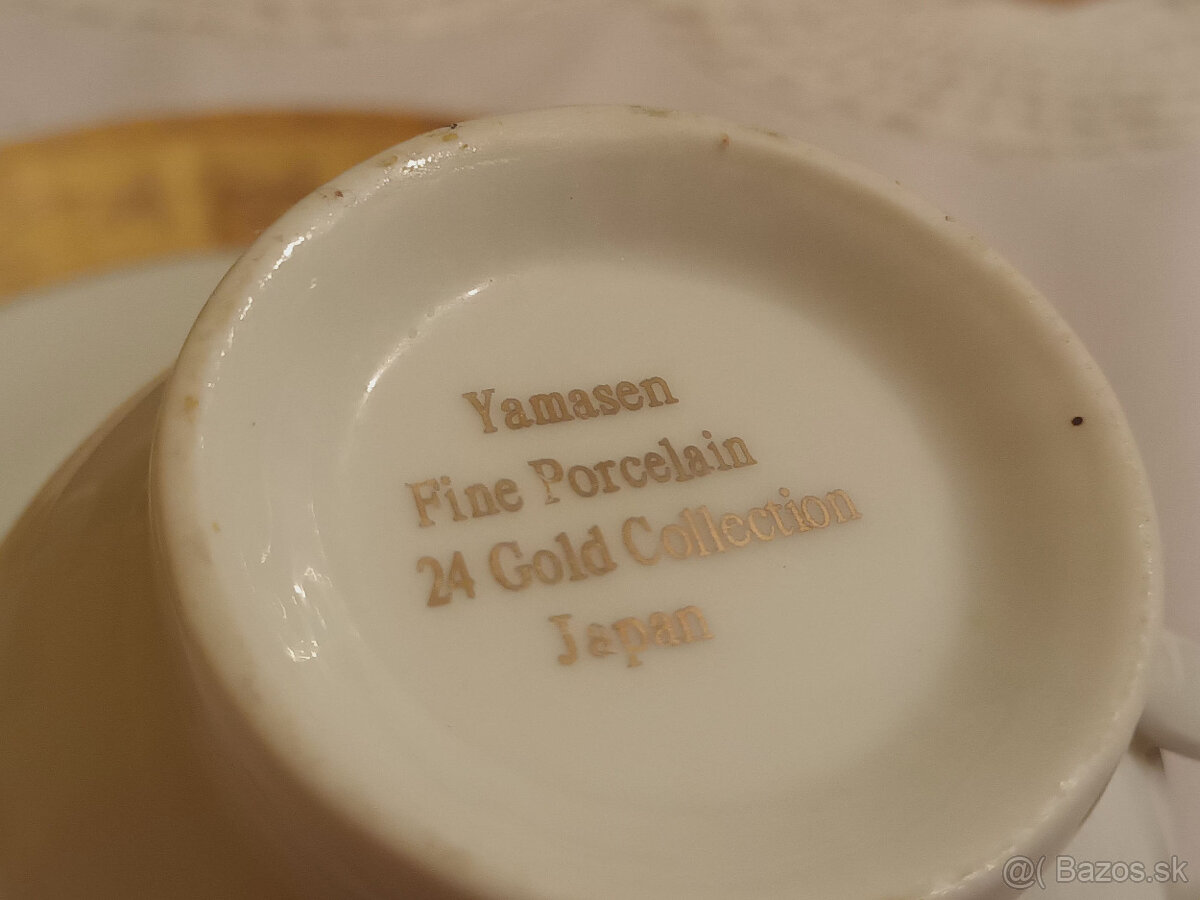 Yamasen
Fine Porcelain
24 Gold Collection
Japan
@( Bazos.sk